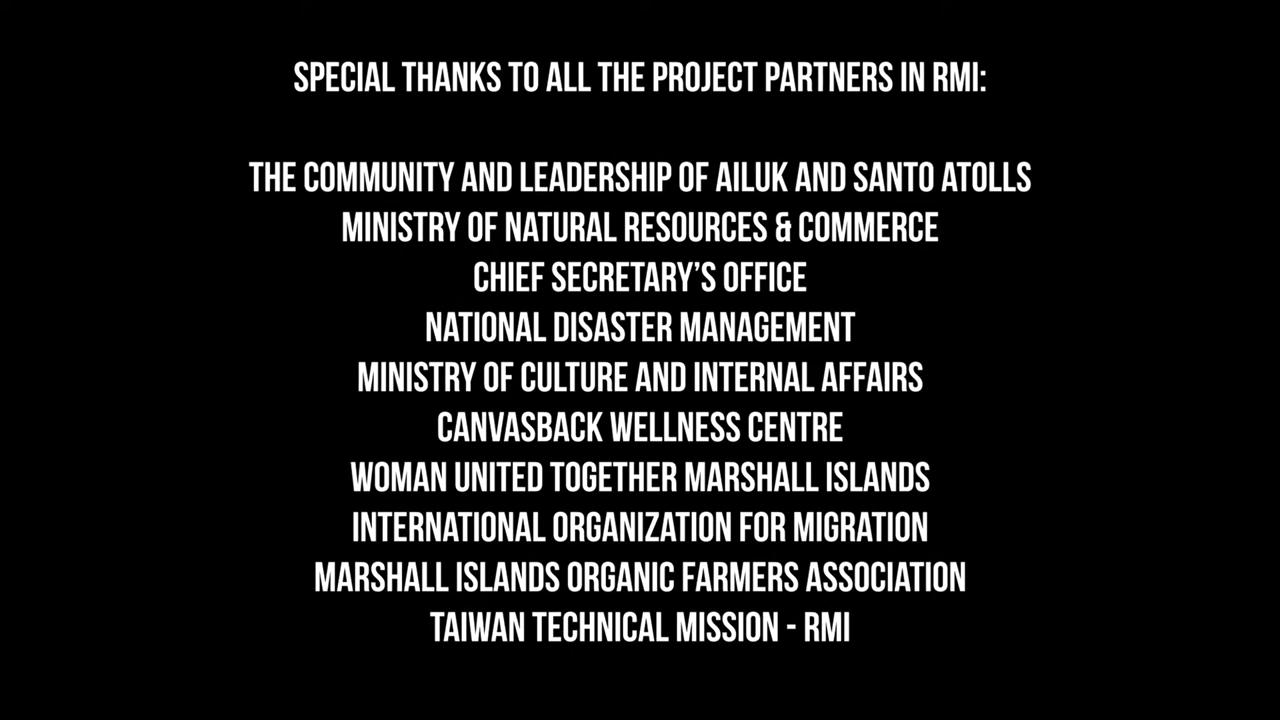 SPECIAL THANKS TO ALL THE PROJECT PARTNERS IN RMI:
THE COMMUNITY AND LEADERSHIP OF AILUK AND SANTO ATOLLS
MINISTRY OF NATURAL RESOURCES & COMMERCE
CHIEF SECRETARY'S OFFICE
NATIONAL DISASTER MANAGEMENT
MINISTRY OF CULTURE AND INTERNAL AFFAIRS
CANVASBACK WELLNESS CENTRE
WOMAN UNITED TOGETHER MARSHALL ISLANDS
INTERNATIONAL ORGANIZATION FOR MIGRATION
MARSHALL ISLANDS ORGANIC FARMERS ASSOCIATION
TAIWAN TECHNICAL MISSION - RMI